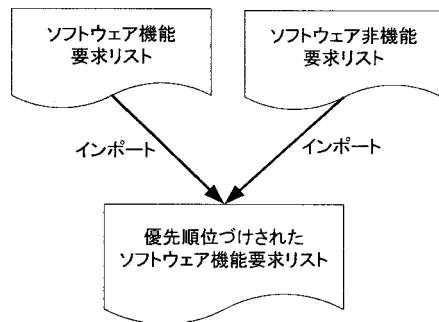 ソフトウェア機能
要求リスト
ソフトウェア非機能
要求リスト
インポート
インポート
優先順位づけされた
ソフトウェア機能要求リスト